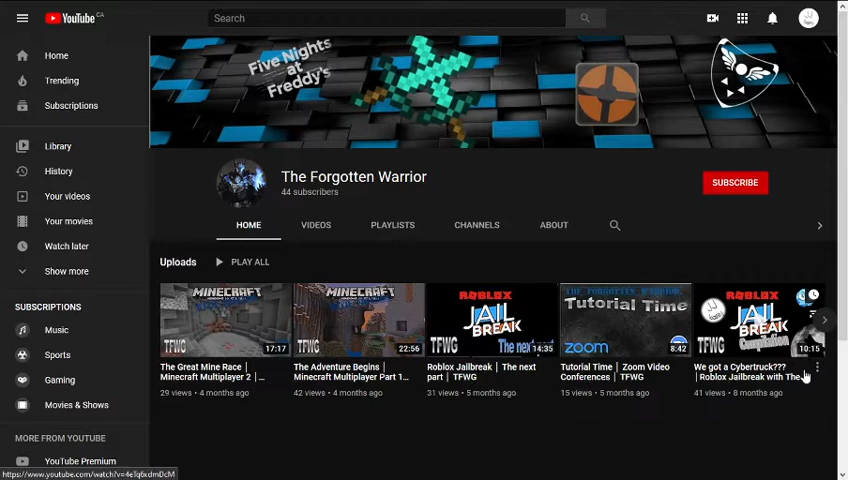 YouTube CA
Search
Home
Trending
Subscriptions
Library
History
Your videos
Your movies
Watch later
Show more
SUBSCRIPTIONS
Music
Sports
Gaming
Movies & Shows
MORE FROM YOUTUBE
YouTube Premium
Five Nights
at
Freddy's
The Forgotten Warrior
44 subscribers
SUBSCRIBE
HOME VIDEOS PLAYLISTS CHANNELS ABOUT
Uploads PLAY ALL
MINECRAFT
TFWG
17:17
The Great Mine Race |
Minecraft Multiplayer 2 | ...
29 views • 4 months ago
MINECRAFT
TFWG
22:56
The Adventure Begins |
Minecraft Multiplayer Part 1...
42 views • 4 months ago
ROBLOX
JAIL
BREAK
TFWG
The next
14:35
Roblox Jailbreak | The next
part | TFWG
31 views • 5 months ago
THE FORGOTTEN WARRIOR
Tutorial Time
zoom
8:42
Tutorial Time | Zoom Video
Conferences | TFWG
15 views • 5 months ago
ROBLOX
JAIL
BREAK
TFWG
Compilation
10:15
We got a Cybertruck???
| Roblox Jailbreak with The...
41 views • 8 months ago